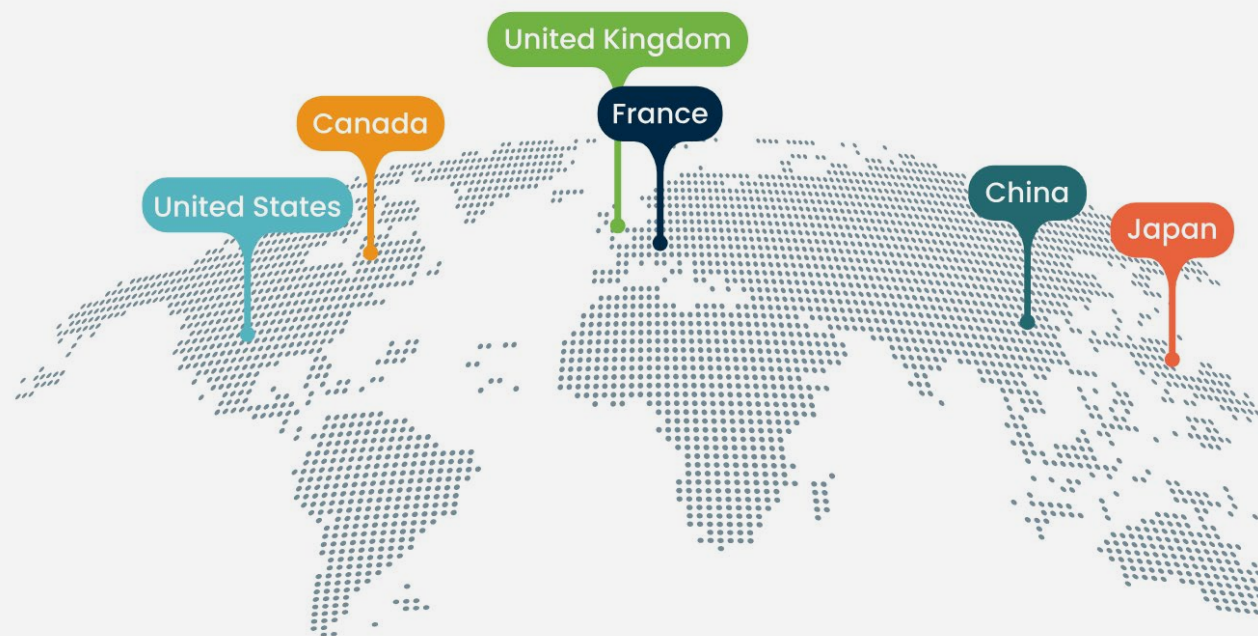 United Kingdom
France
Canada
United States
China
Japan